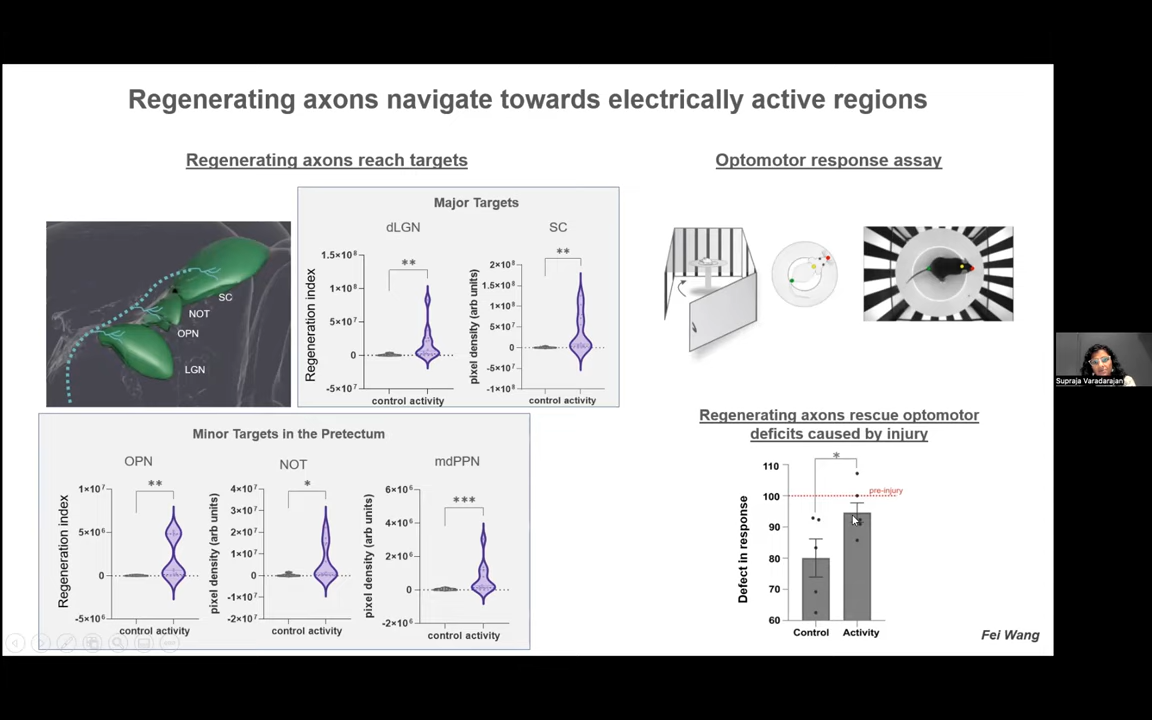 Regenerating axons navigate towards electrically active regions
Regenerating axons reach targets
SC
NOT
OPN
LGN
Major Targets
dLGN
Regeneration index
1.5×10⁸
1×10⁸
5×10⁷
0
-5×10⁷
**
control activity
SC
pixel density (arb units)
2×10⁸
1.5×10⁸
1×10⁸
5×10⁷
0
-5×10⁷
-1×10⁸
**
control activity
Minor Targets in the Pretectum
OPN
Regeneration index
1×10⁷
5×10⁶
0
-5×10⁶
**
control activity
NOT
pixel density (arb units)
4×10⁷
3×10⁷
2×10⁷
1×10⁷
0
-1×10⁷
-2×10⁷
*
control activity
mdPPN
pixel density (arb units)
6×10⁶
4×10⁶
2×10⁶
0
-2×10⁶
***
control activity
Optomotor response assay
Regenerating axons rescue optomotor
deficits caused by injury
Defect in response
110
100
90
80
70
60
*
pre-injury
Control
Activity
Fei Wang
Supraja Varadarajan